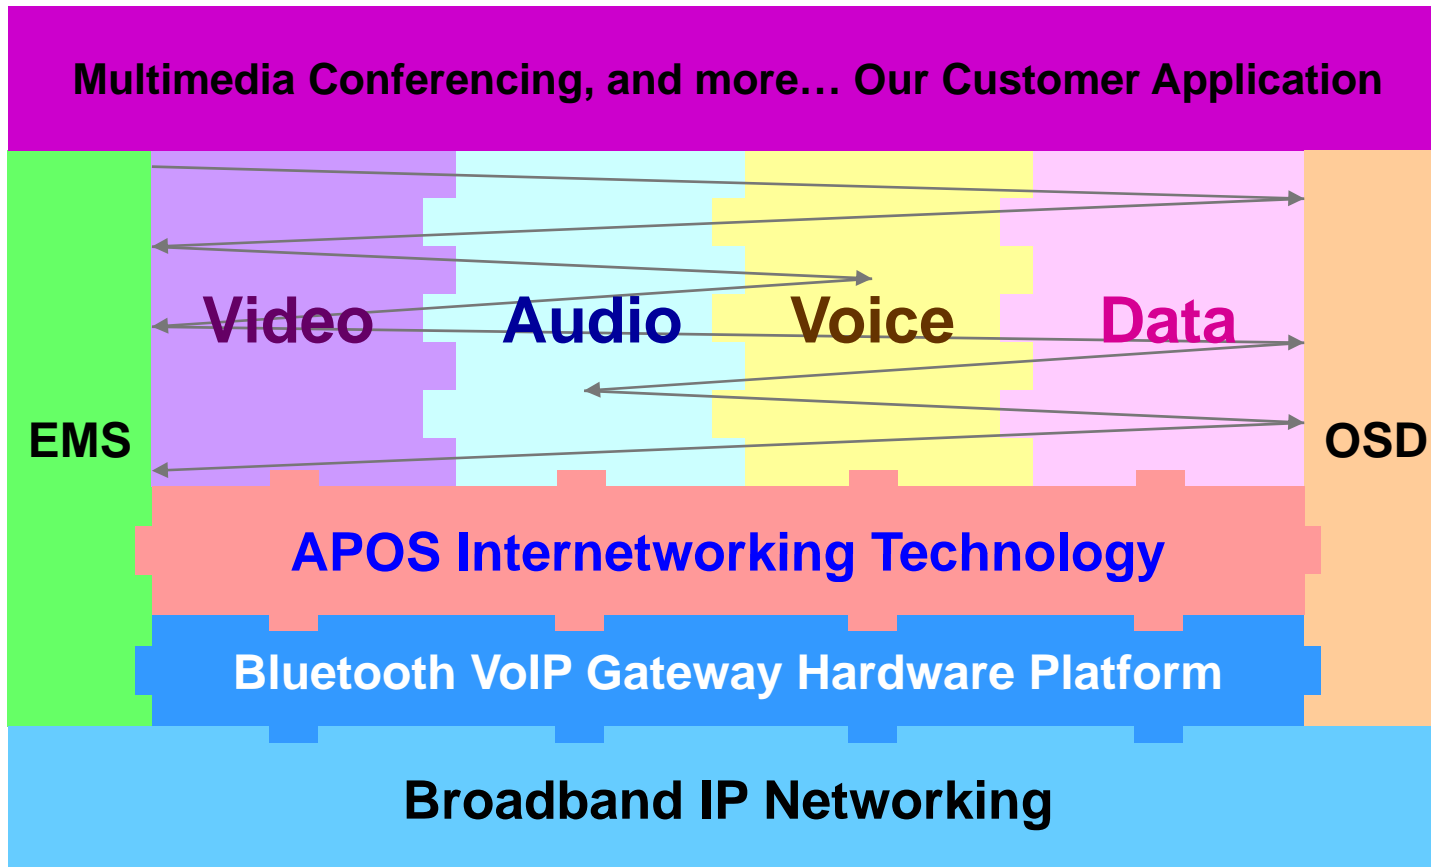 Multimedia Conferencing, and more… Our Customer Application
Video
Audio
Voice
Data
EMS
OSD
APOS Internetworking Technology
Bluetooth VoIP Gateway Hardware Platform
Broadband IP Networking